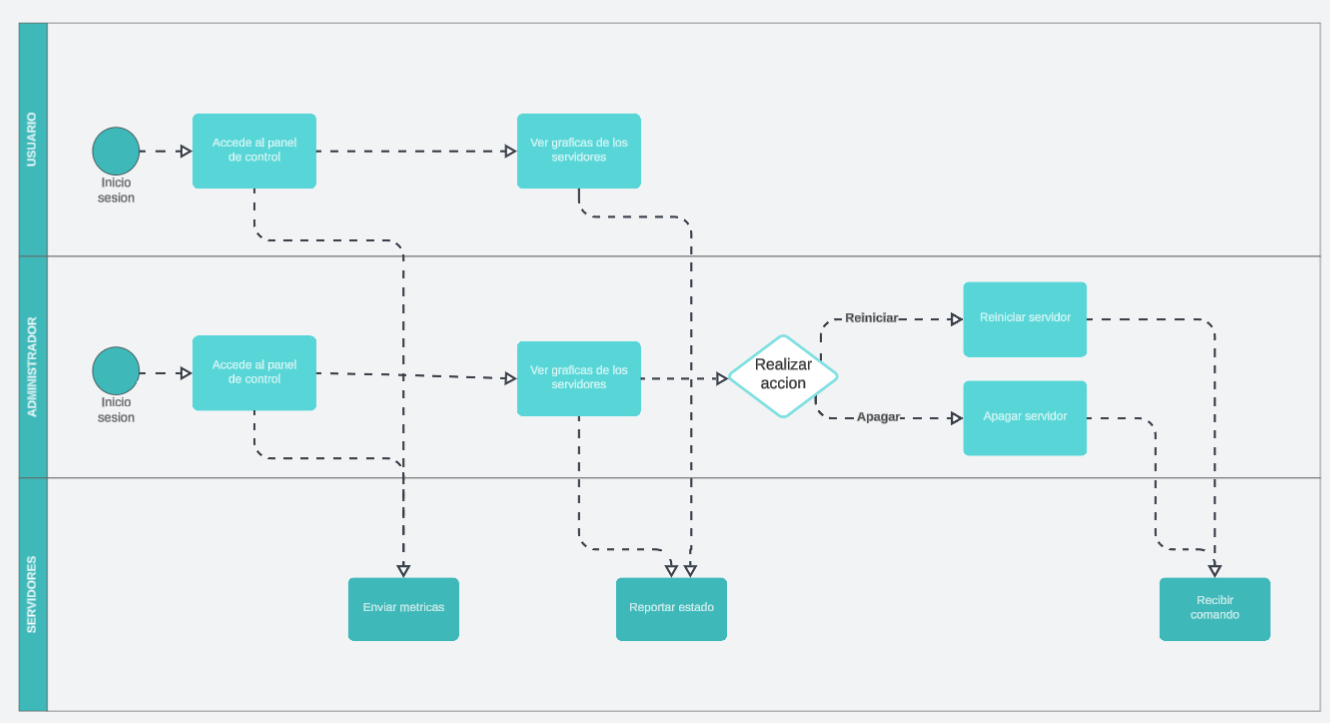 USUARIO
Inicio
sesion
Accede al panel
de control
Ver graficas de los
servidores
ADMINISTRADOR
Inicio
sesion
Accede al panel
de control
Ver graficas de los
servidores
Realizar
accion
Reiniciar
Reiniciar servidor
Apagar
Apagar servidor
SERVIDORES
Enviar metricas
Reportar estado
Recibir
comando